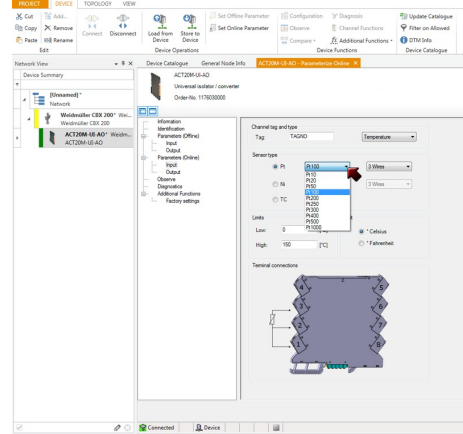 PROJECT DEVICE TOPOLOGY VIEW
Cut Add... Load from Device Store to Device Set Offline Parameter Configuration Diagnosis Update Catalogue
Copy Remove Connect Disconnect Set Online Parameter Observe Channel Functions Filter on Allowed
Paste Rename Compare Additional Functions DTM Info
Edit Device Operations Device Functions Device Catalogue
Network View Device Catalogue General Node Info ACT20M-UI-AO - Parameterize Online
Device Summary
ACT20M-UI-AO
Universal isolator / converter
Order-No. 1176030000
[Unnamed]*
Network
Weidmüller CBX 200* Wei...
Weidmüller CBX 200
ACT20M-UI-AO* Weidm...
ACT20M-UI-AO
Information
Identification
Parameters (Offline)
Input
Output
Parameters (Online)
Input
Output
Observe
Diagnostics
Additional Functions
Factory settings
Channel tag and type
Tag: TAGNO Temperature
Sensor type
Pt Pt100 3 Wires
Pt10
Pt20
Pt50
Pt100
Pt200
Pt250
Pt300
Pt400
Pt500
Pt1000
Ni 3 Wires
TC
Limits
Low: 0 ° Celsius
High: 150 [°C] ° Fahrenheit
Terminal connections
4 5
3 6
2 7
1 8
Connected Device